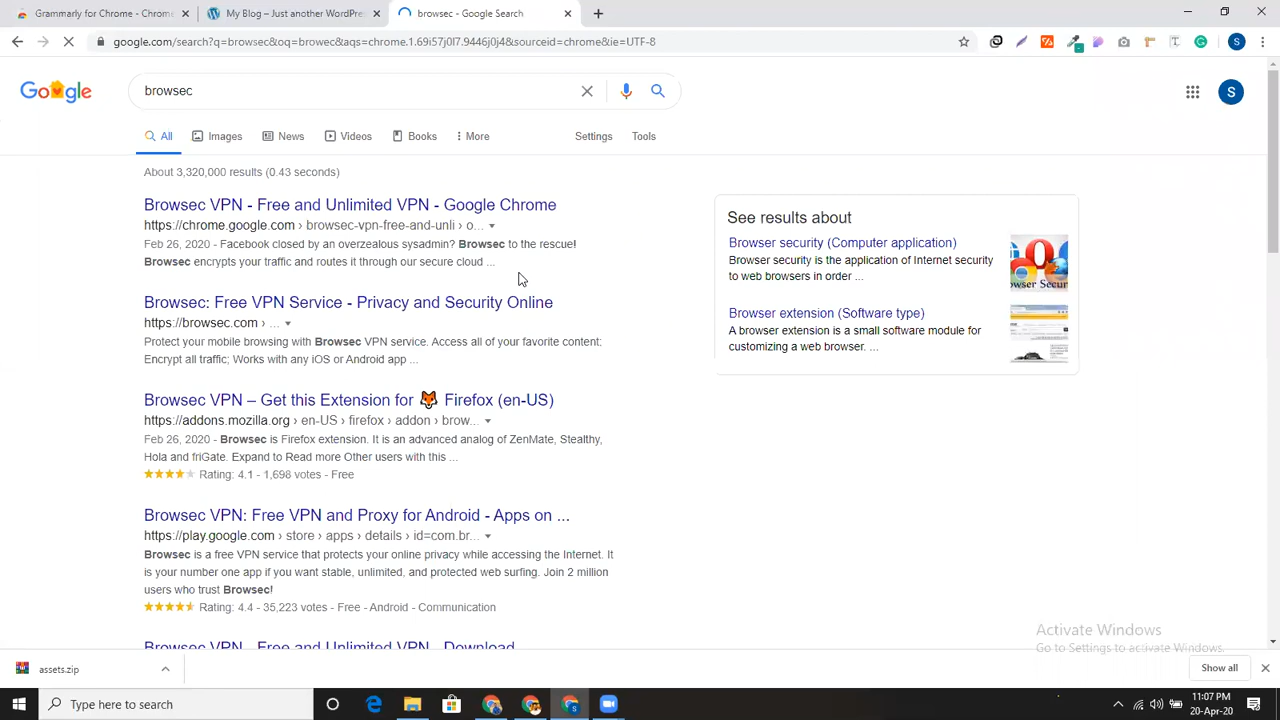 Grammarly for Chrome - Chrome
My Blog – Just another WordPres
browsec - Google Search
google.com/search?q=browsec&oq=browec&aqs=chrome.1.69i57j0l7.9446j0j4&sourceid=chrome&ie=UTF-8
S
Google
browsec
S
All
Images
News
Videos
Books
More
Settings
Tools
About 3,320,000 results (0.43 seconds)
Browsec VPN - Free and Unlimited VPN - Google Chrome
https://chrome.google.com › browsec-vpn-free-and-unli › o...
Feb 26, 2020 - Facebook closed by an overzealous sysadmin? Browsec to the rescue!
Browsec encrypts your traffic and routes it through our secure cloud ...
Browsec: Free VPN Service - Privacy and Security Online
https://browsec.com › ...
Protect your mobile browsing with Browsec VPN service. Access all of your favorite content:
Encrypt all traffic; Works with any iOS or Android app ...
Browsec VPN – Get this Extension for 🦊 Firefox (en-US)
https://addons.mozilla.org › en-US › firefox › addon › brow...
Feb 26, 2020 - Browsec is Firefox extension. It is an advanced analog of ZenMate, Stealthy,
Hola and friGate. Expand to Read more Other users with this ...
Rating: 4.1 - 1,698 votes - Free
Browsec VPN: Free VPN and Proxy for Android - Apps on ...
https://play.google.com › store › apps › details › id=com.br...
Browsec is a free VPN service that protects your online privacy while accessing the Internet. It
is your number one app if you want stable, unlimited, and protected web surfing. Join 2 million
users who trust Browsec!
Rating: 4.4 - 35,223 votes - Free - Android - Communication
Browsec VPN - Free and Unlimited VPN - Download
See results about
Browser security (Computer application)
Browser security is the application of Internet security
to web browsers in order ...
owser Secur
Browser extension (Software type)
A browser extension is a small software module for
customizing a web browser. ...
Activate Windows
Go to Settings to activate Windows.
assets.zip
Show all
Type here to search
11:07 PM
20-Apr-20